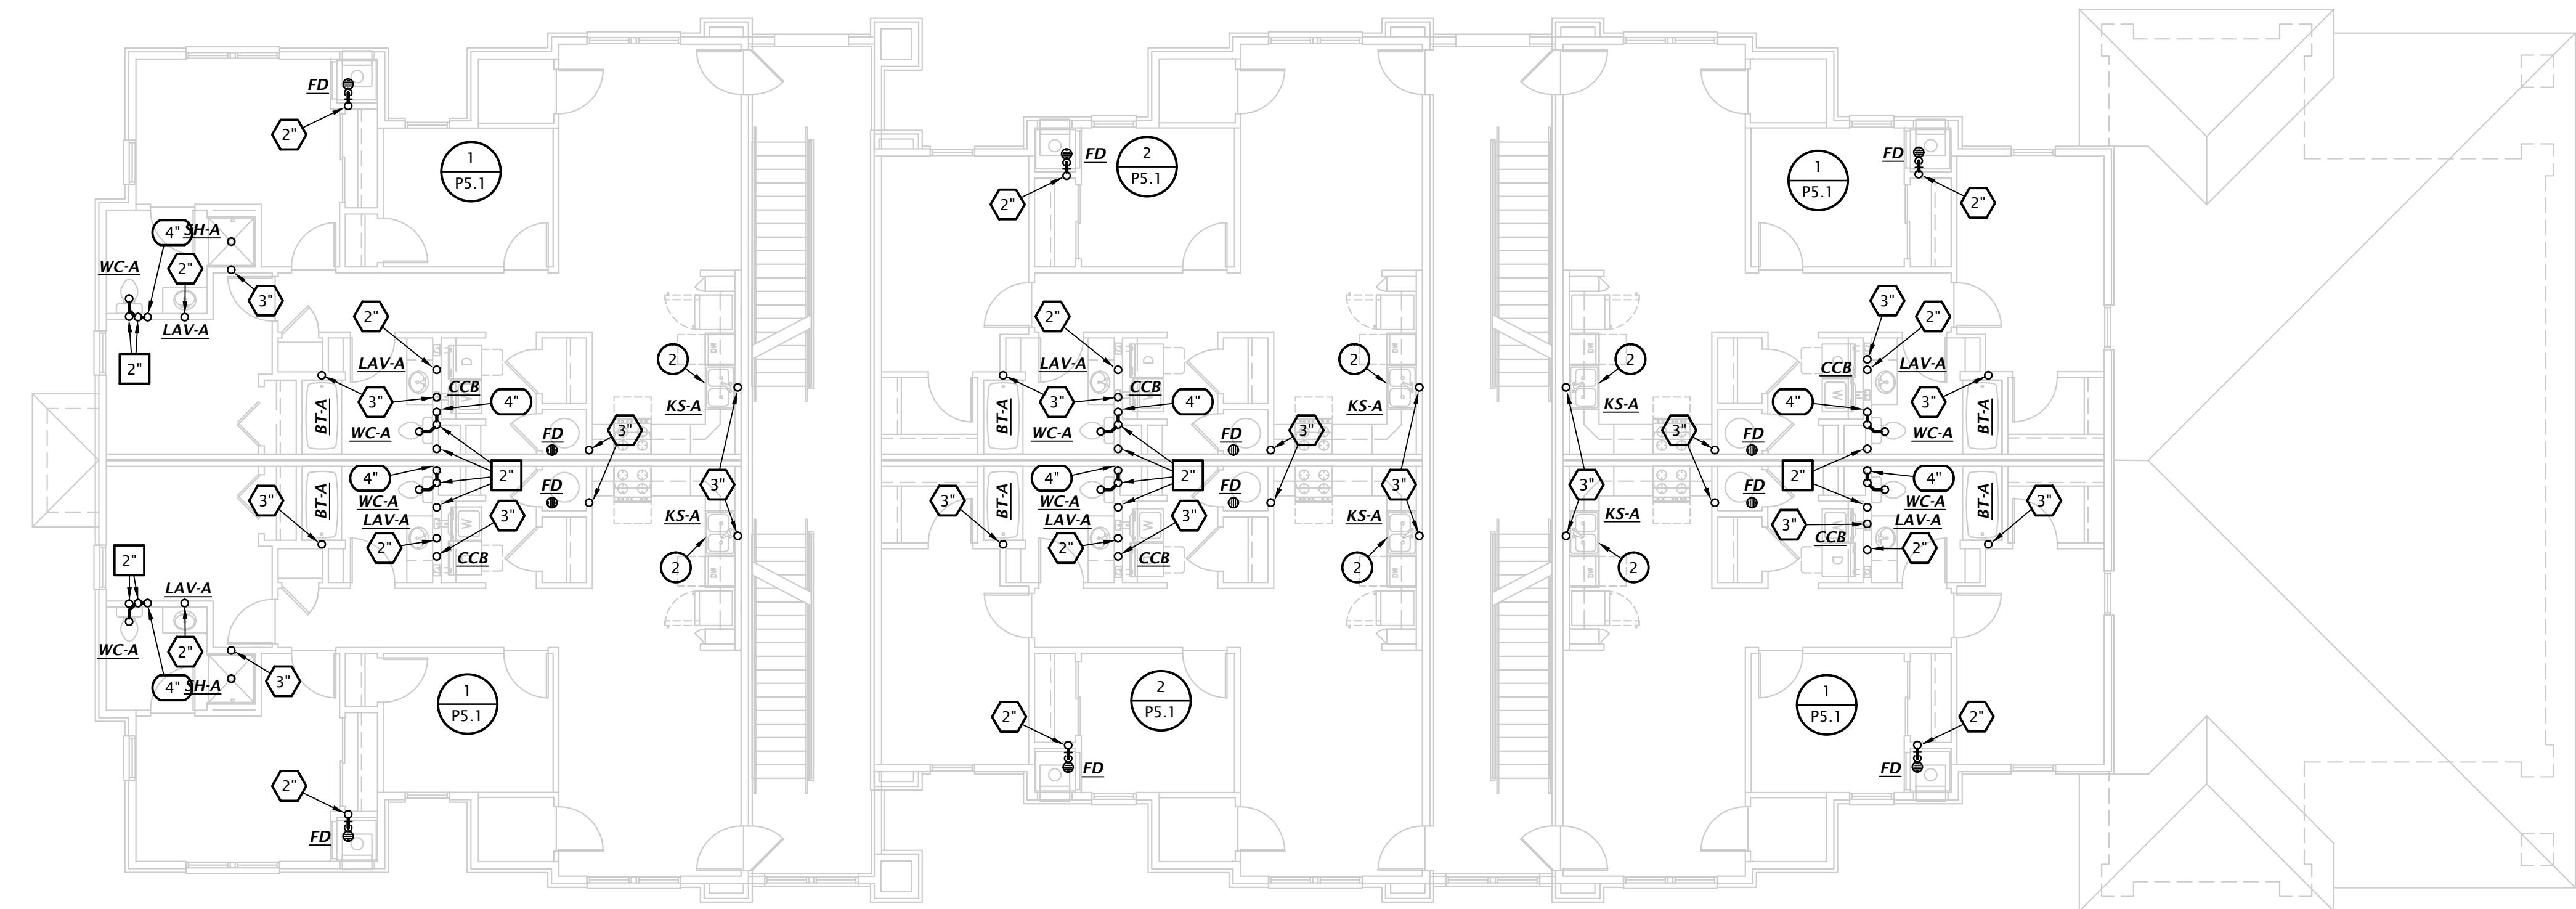 FD
2"
1
P5.1
FD
2
P5.1
2"
FD
1
P5.1
2"
4"
SH-A
WC-A
2"
3"
LAV-A
2"
2"
LAV-A
CCB
3"
4"
WC-A
BT-A
FD
3"
2
DW
KS-A
D
W
2"
LAV-A
CCB
3"
4"
WC-A
BT-A
FD
3"
2
DW
KS-A
D
W
3"
2"
2
DW
KS-A
CCB
LAV-A
D
W
4"
3"
WC-A
BT-A
3"
FD
4"
2"
WC-A
3"
BT-A
LAV-A
2"
3"
CCB
FD
3"
KS-A
2
DW
W
4"
2"
WC-A
3"
BT-A
LAV-A
2"
3"
CCB
FD
3"
KS-A
2
DW
W
3"
KS-A
2
DW
FD
2"
4"
WC-A
3"
CCB
LAV-A
2"
BT-A
3"
W
D
2"
LAV-A
WC-A
2"
4"
SH-A
3"
1
P5.1
2"
FD
2"
FD
2
P5.1
1
P5.1
2"
FD